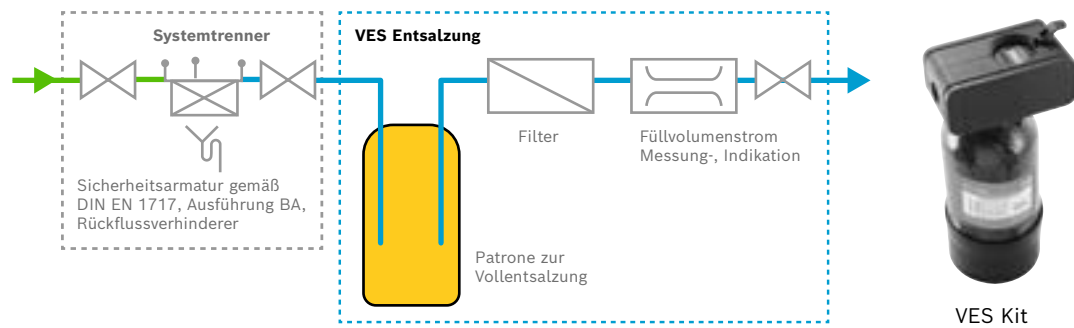 Systemtrenner
VES Entsalzung
Sicherheitsarmatur gemäß
DIN EN 1717, Ausführung BA,
Rückflussverhinderer
Filter
Füllvolumenstrom
Messung-, Indikation
Patrone zur
Vollentsalzung
VES Kit